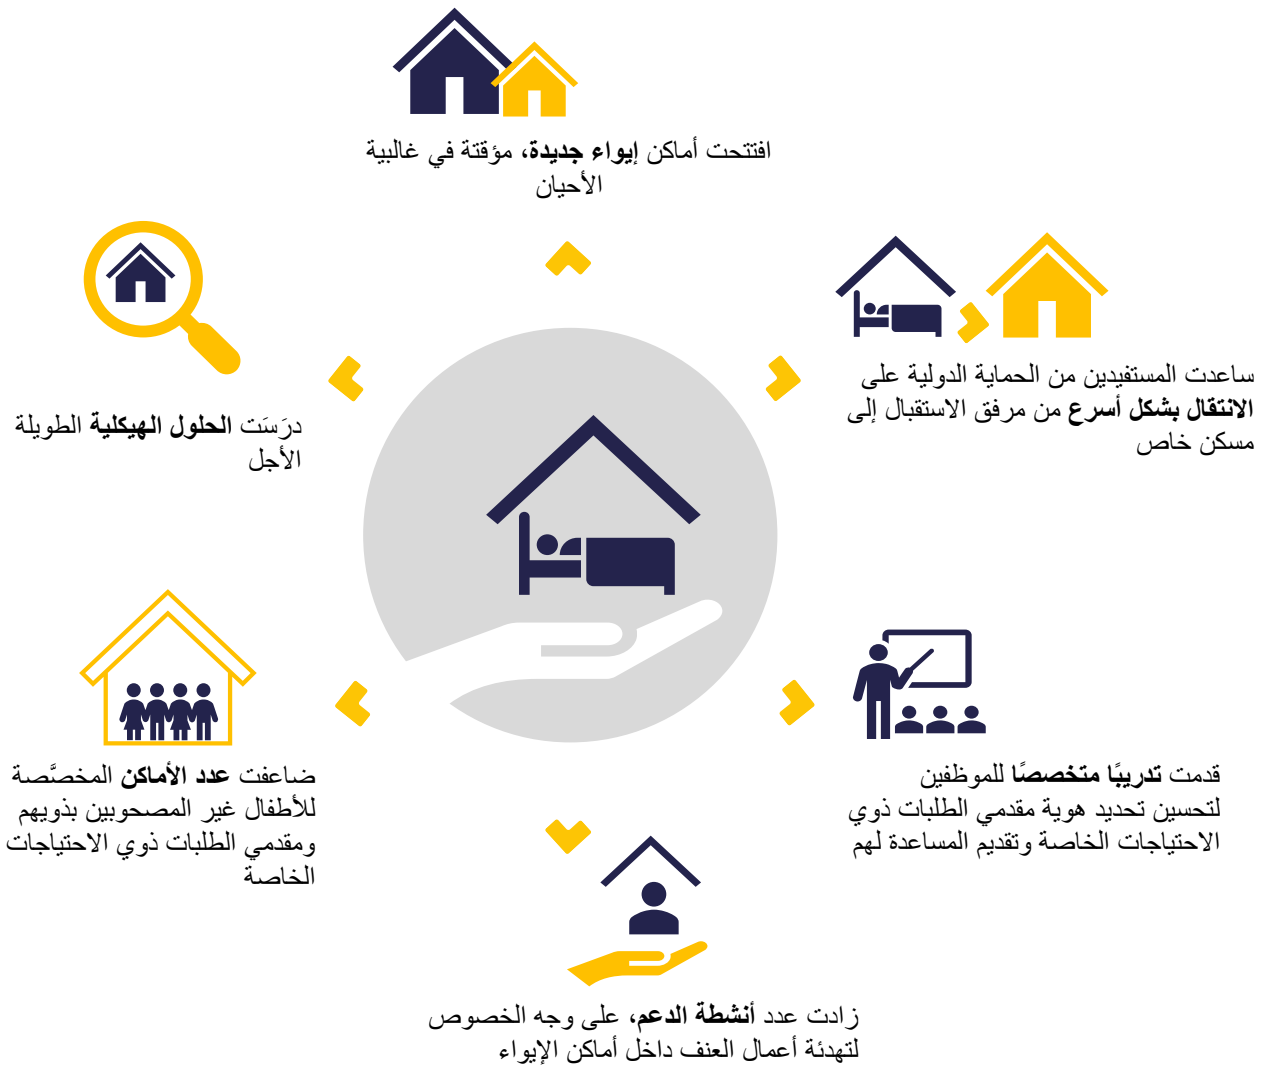 افتتحت أماكن إيواء جديدة، مؤقتة في غالبية
الأحيان
ساعدت المستفيدين من الحماية الدولية على
الانتقال بشكل أسرع من مرفق الاستقبال إلى
مسكن خاص
درَسَت الحلول الهيكلية الطويلة
الأجل
قدمت تدريبًا متخصصًا للموظفين
لتحسين تحديد هوية مقدمي الطلبات ذوي
الاحتياجات الخاصة وتقديم المساعدة لهم
ضاعفت عدد الأماكن المخصَّصة
للأطفال غير المصحوبين بذويهم
ومقدمي الطلبات ذوي الاحتياجات
الخاصة
زادت عدد أنشطة الدعم، على وجه الخصوص
لتهدئة أعمال العنف داخل أماكن الإيواء